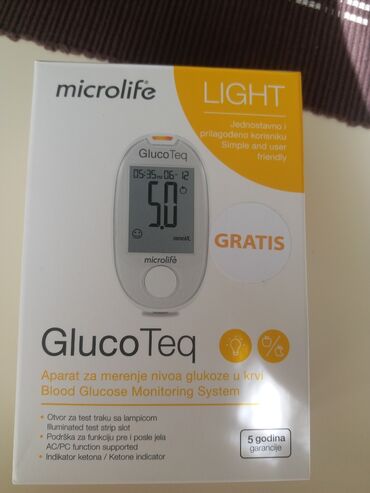 microlife®
LIGHT
Jednostavno i
prilagođeno korisniku
Simple and user
friendly
GlucoTeq
05:35PM 06-12
5.0
mmol/L
microlife
GRATIS
GlucoTeq
Aparat za merenje nivoa glukoze u krvi
Blood Glucose Monitoring System
• Otvor za test traku sa lampicom
Illuminated test strip slot
• Podrška za funkciju pre i posle jela
AC/PC function supported
• Indikator ketona / Ketone indicator
5 godina
garancije